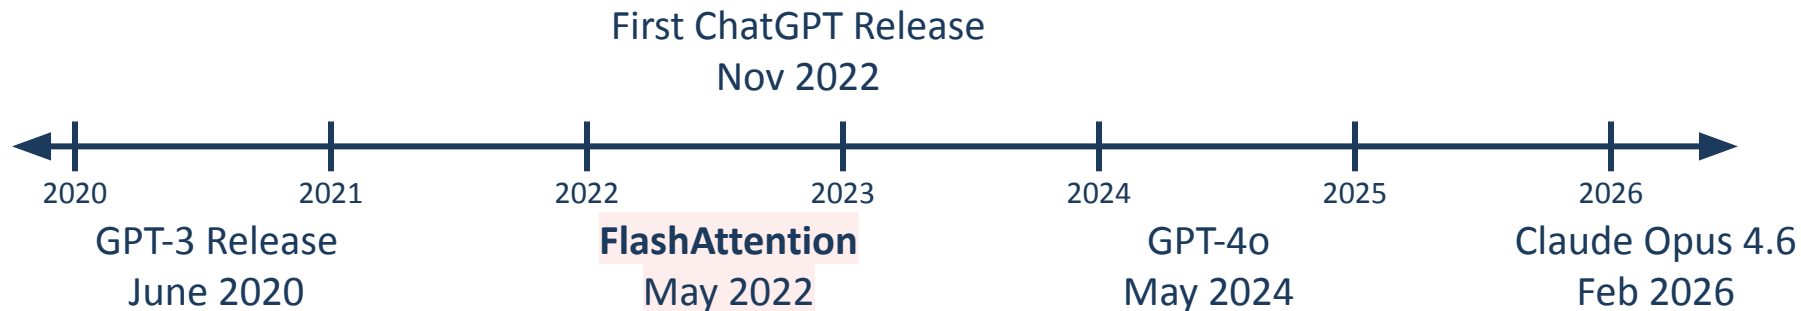 First ChatGPT Release
Nov 2022
2020
2021
2022
2023
2024
2025
2026
GPT-3 Release
June 2020
FlashAttention
May 2022
GPT-4o
May 2024
Claude Opus 4.6
Feb 2026